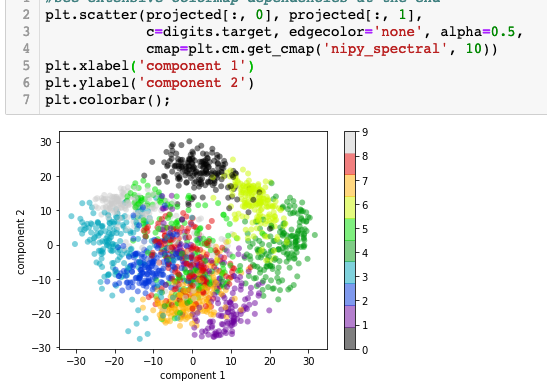 2 plt.scatter(projected[:, 0], projected[:, 1],
3 c=digits.target, edgecolor='none', alpha=0.5,
4 cmap=plt.cm.get_cmap('nipy_spectral', 10))
5 plt.xlabel('component 1')
6 plt.ylabel('component 2')
7 plt.colorbar();
30
20
10
0
−10
−20
−30
component 2
−30 −20 −10 0 10 20 30
component 1
9
8
7
6
5
4
3
2
1
0